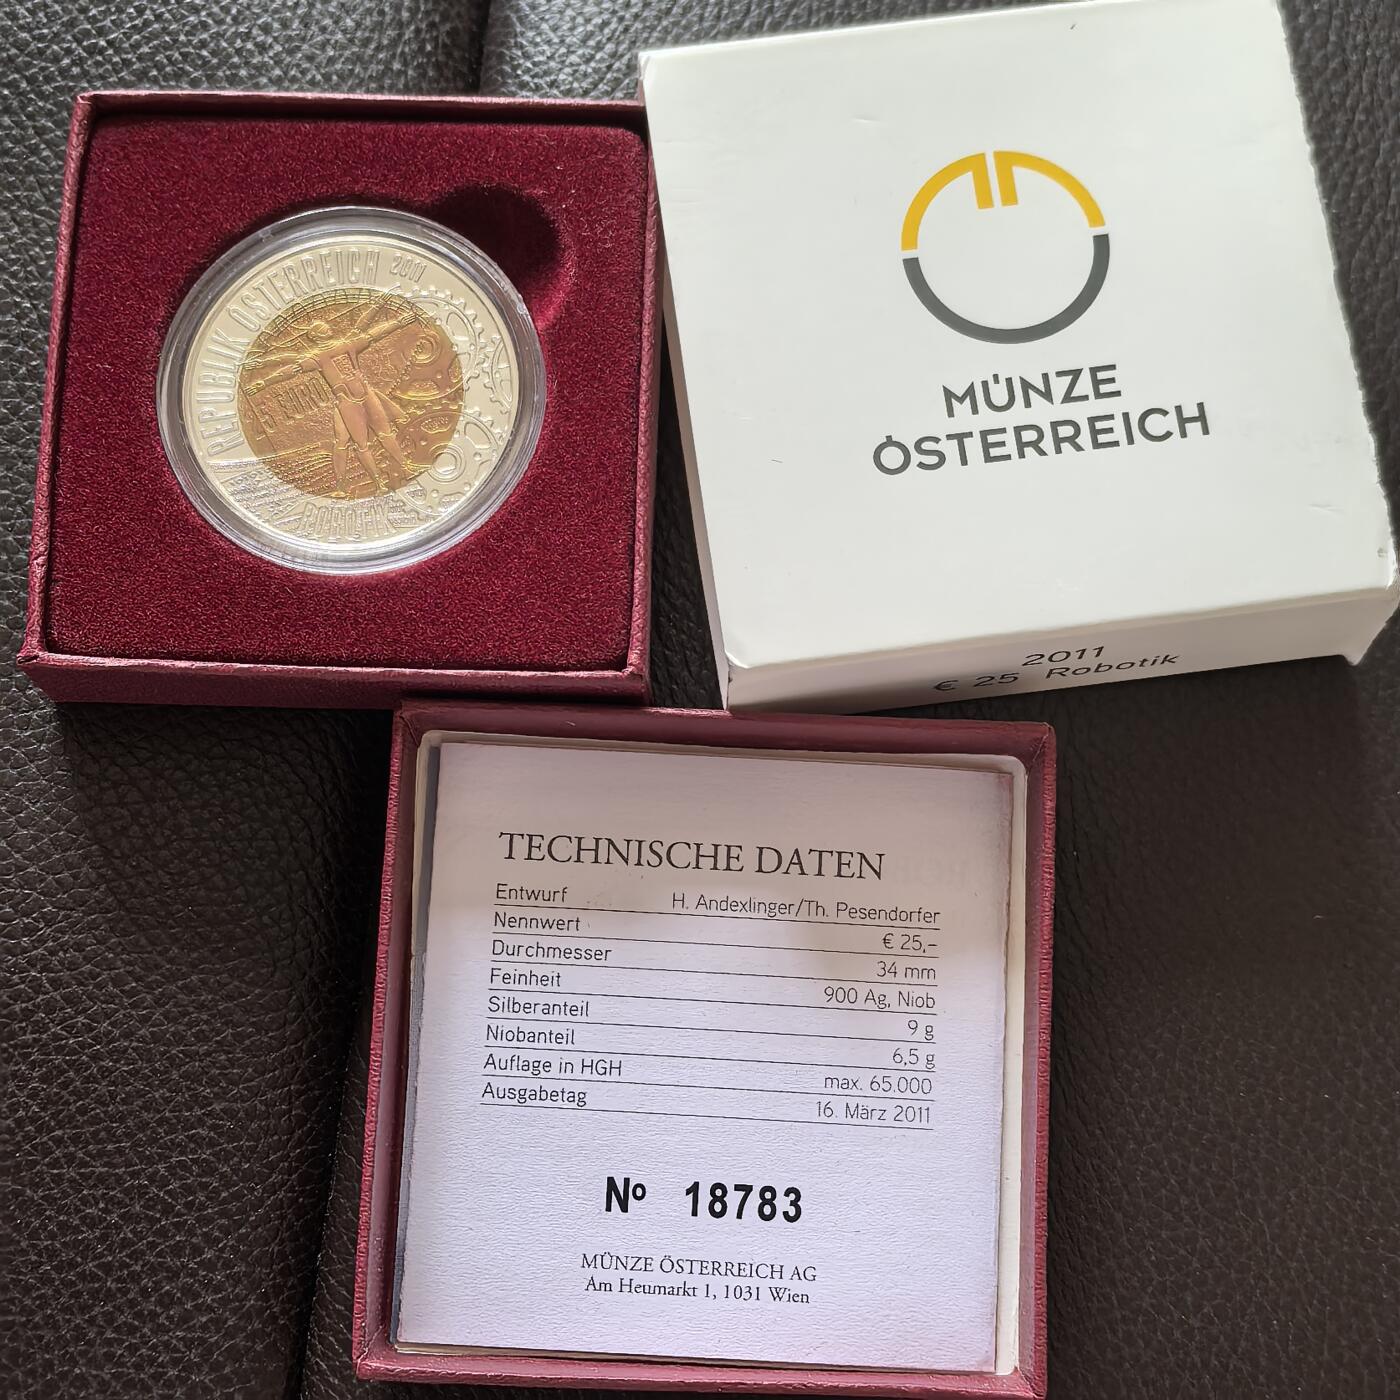 REPUBLIK ÖSTERREICH 2011
25 EURO
ROBOTIK
MÜNZE
ÖSTERREICH
2011
€ 25 Robotik
TECHNISCHE DATEN
Entwurf H. Andexlinger/Th. Pesendorfer
Nennwert € 25,–
Durchmesser 34 mm
Feinheit 900 Ag, Niob
Silberanteil 9 g
Niobanteil 6,5 g
Auflage in HGH max. 65.000
Ausgabetag 16. März 2011
Nº 18783
MÜNZE ÖSTERREICH AG
Am Heumarkt 1, 1031 Wien